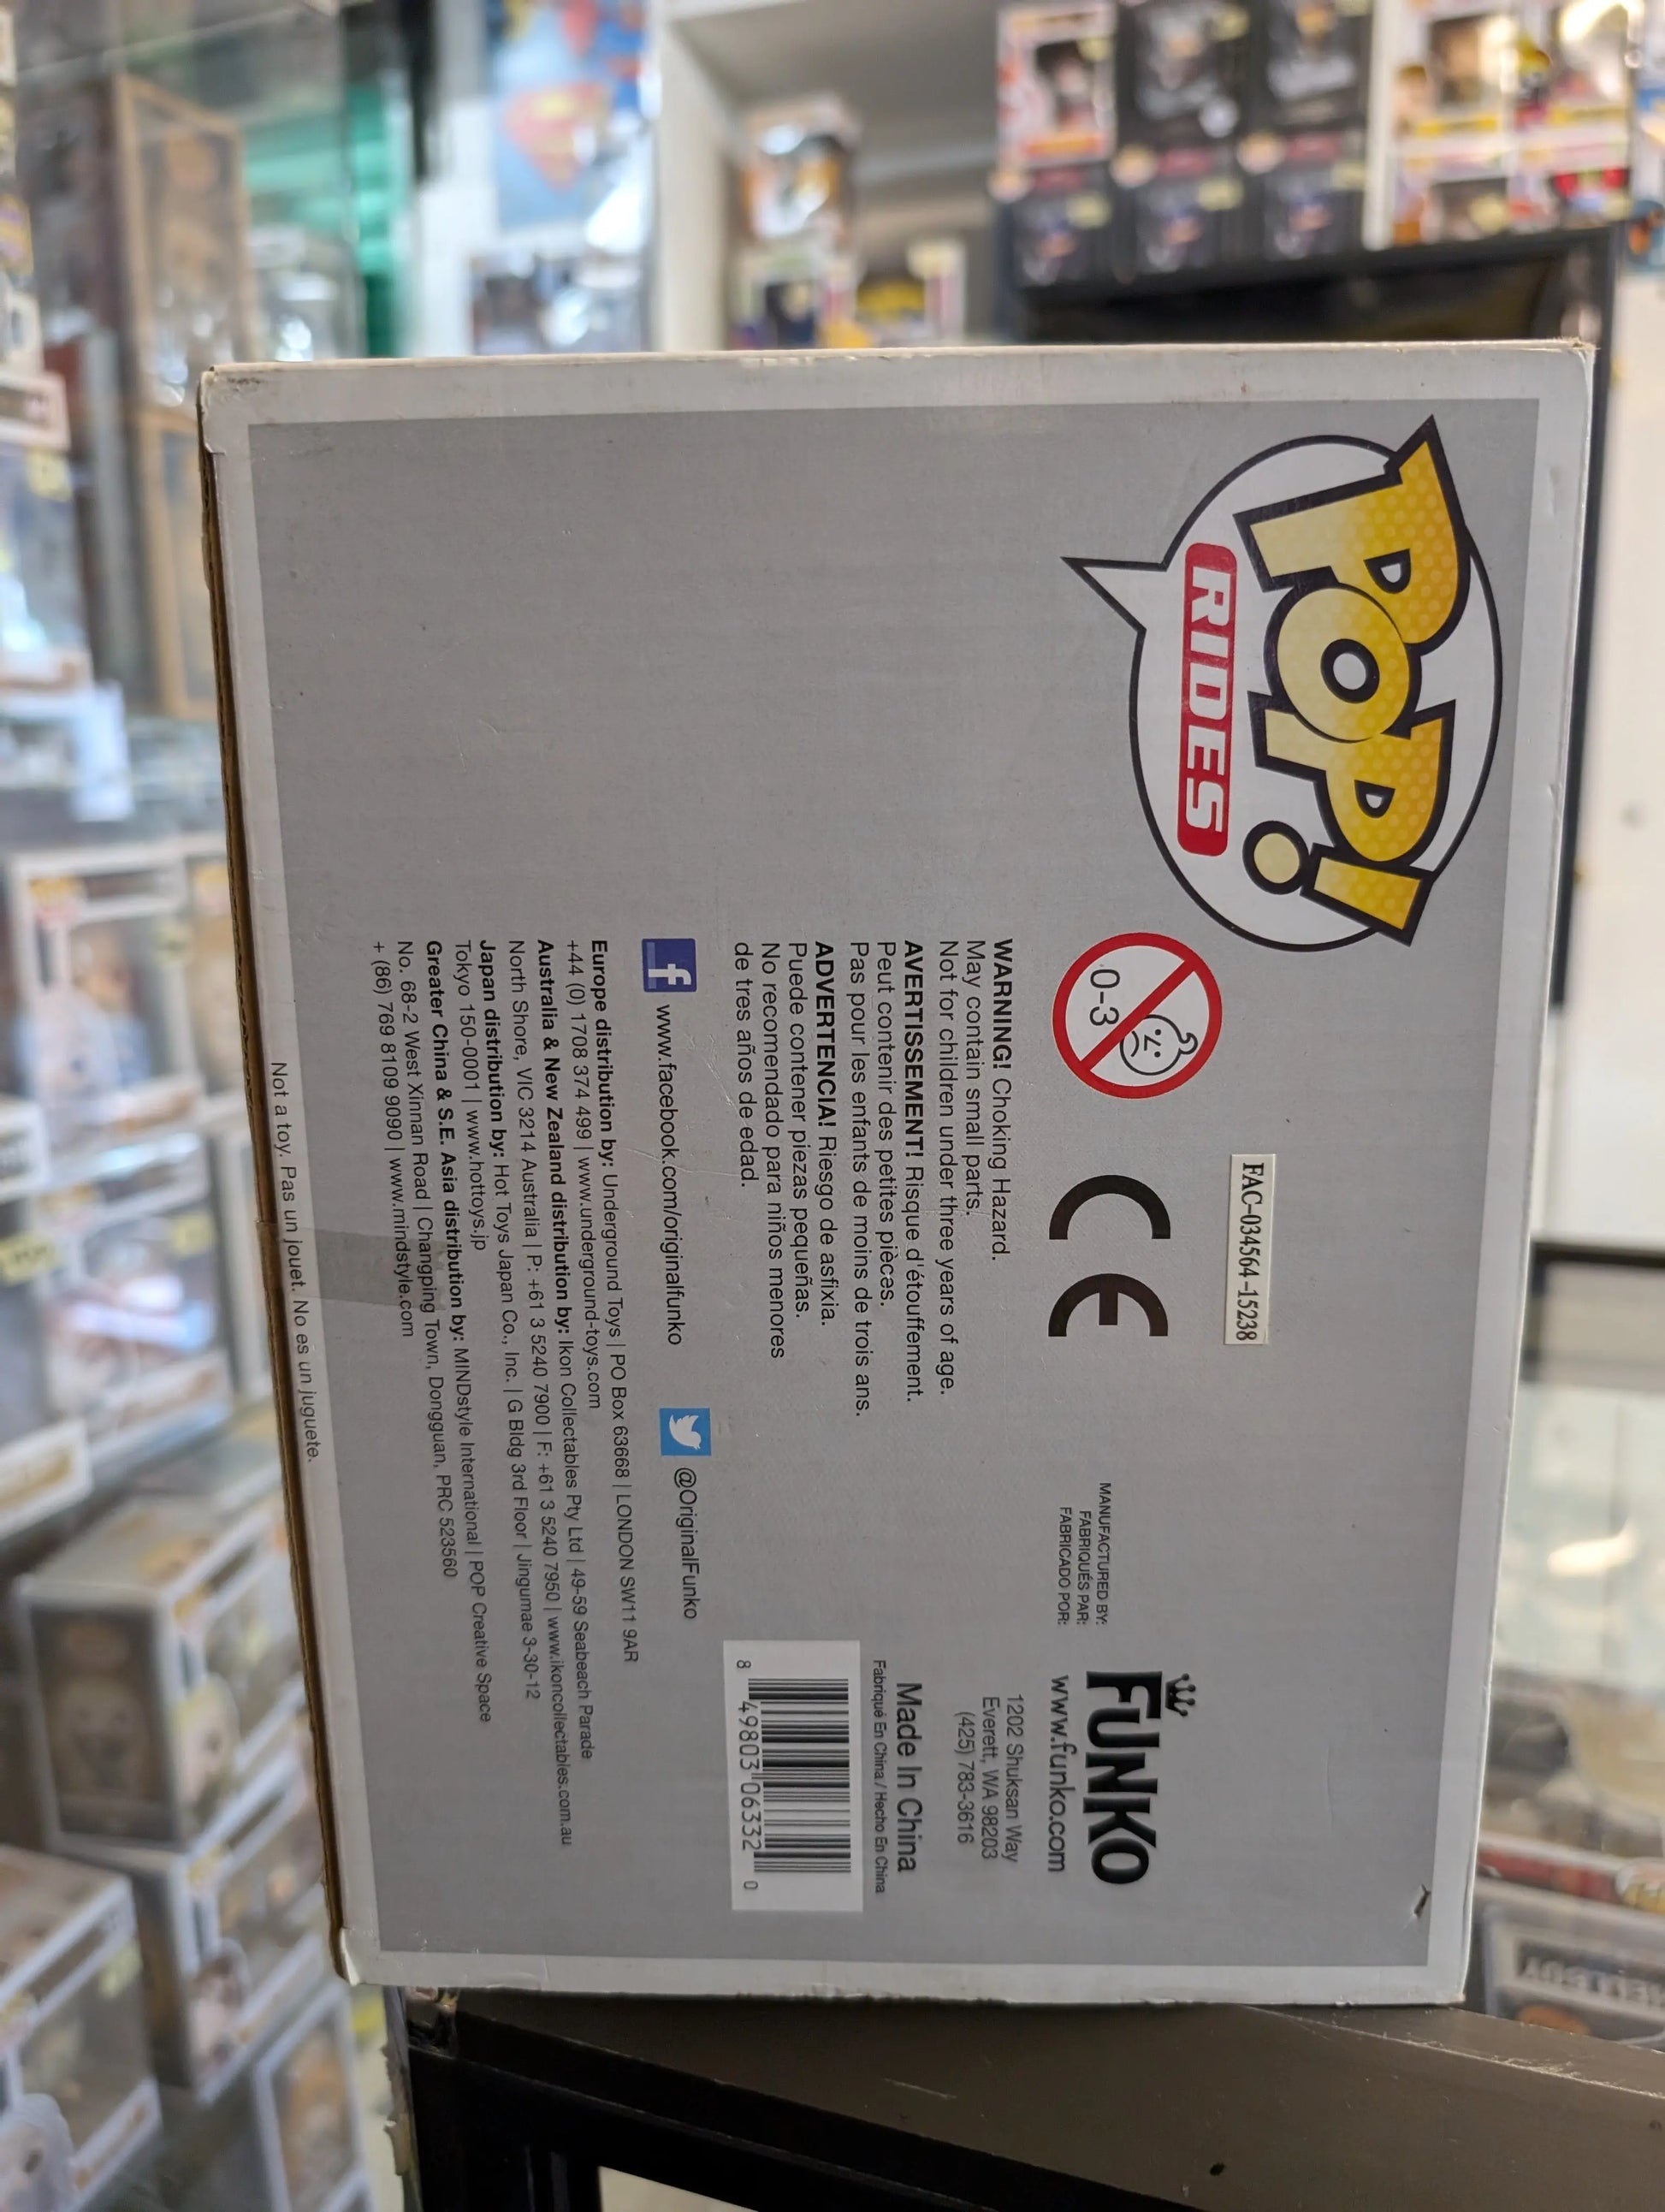 POP!
RIDES
FAC-034564-15238
0-3
CE
MANUFACTURED BY:
FABRIQUÉS PAR:
FABRICADO POR:
FUNKO
www.funko.com
1202 Shuksan Way
Everett, WA 98203
(425) 783-3616
Made In China
Fabriqué En China / Hecho En China
8 49803 06332 0
WARNING! Choking Hazard.
May contain small parts.
Not for children under three years of age.
AVERTISSEMENT! Risque d'étouffement.
Peut contenir des petites pièces.
Pas pour les enfants de moins de trois ans.
ADVERTENCIA! Riesgo de asfixia.
Puede contener piezas pequeñas.
No recomendado para niños menores
de tres años de edad.
f www.facebook.com/originalfunko
@OriginalFunko
Europe distribution by: Underground Toys | PO Box 63668 | LONDON SW11 9AR
+44 (0) 1708 374 499 | www.underground-toys.com
Australia & New Zealand distribution by: Ikon Collectables Pty Ltd | 49-59 Seabeach Parade
North Shore, VIC 3214 Australia | P: +61 3 5240 7900 | F: +61 3 5240 7950 | www.ikoncollectables.com.au
Japan distribution by: Hot Toys Japan Co., Inc. | G Bldg 3rd Floor | Jingumae 3-30-12
Tokyo 150-0001 | www.hottoys.jp
Greater China & S.E. Asia distribution by: MINDstyle International | POP Creative Space
No. 68-2 West Xinnan Road | Changping Town, Dongguan, PRC 523560
+ (86) 769 8109 9090 | www.mindstyle.com
Not a toy. Pas un jouet. No es un juguete.